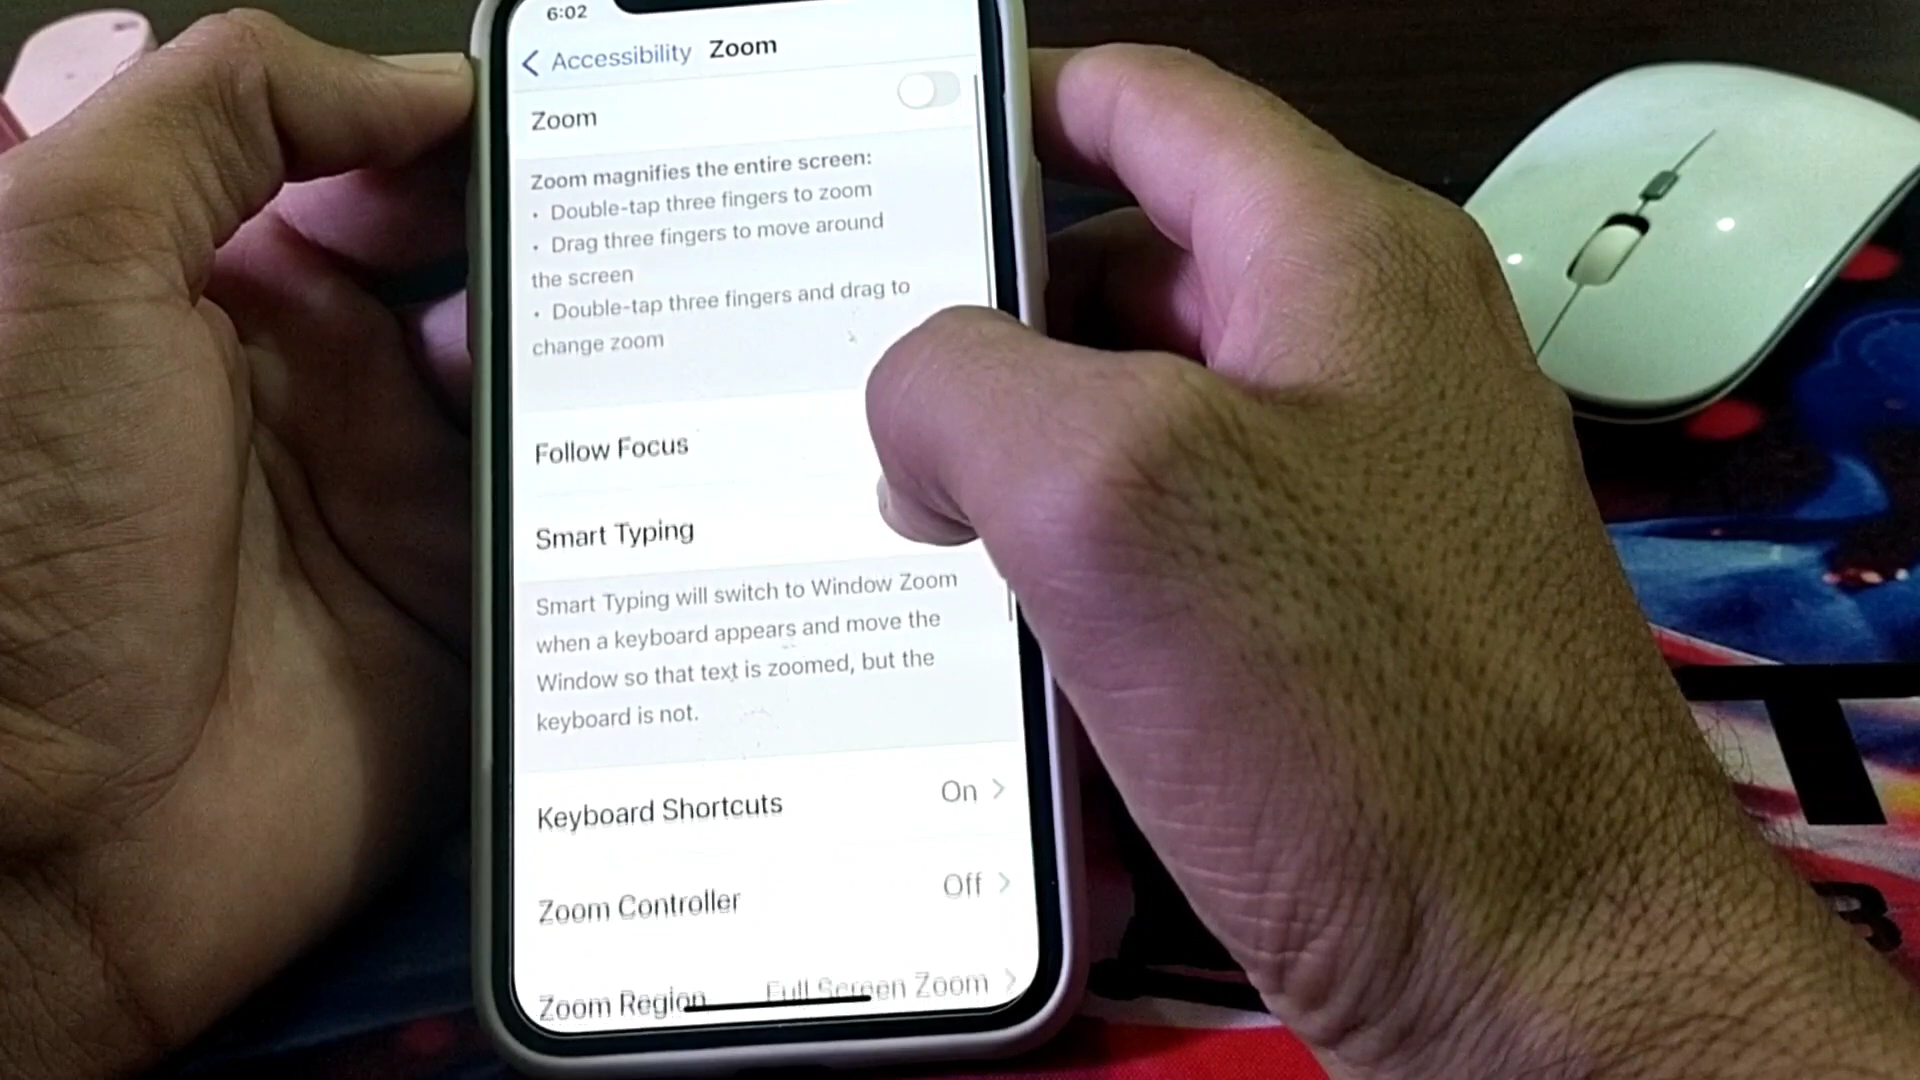 6:02
Accessibility Zoom
Zoom
Zoom magnifies the entire screen:
• Double-tap three fingers to zoom
• Drag three fingers to move around
the screen
• Double-tap three fingers and drag to
change zoom
Follow Focus
Smart Typing
Smart Typing will switch to Window Zoom
when a keyboard appears and move the
Window so that text is zoomed, but the
keyboard is not.
Keyboard Shortcuts On
Zoom Controller Off
Zoom Region Full Screen Zoom